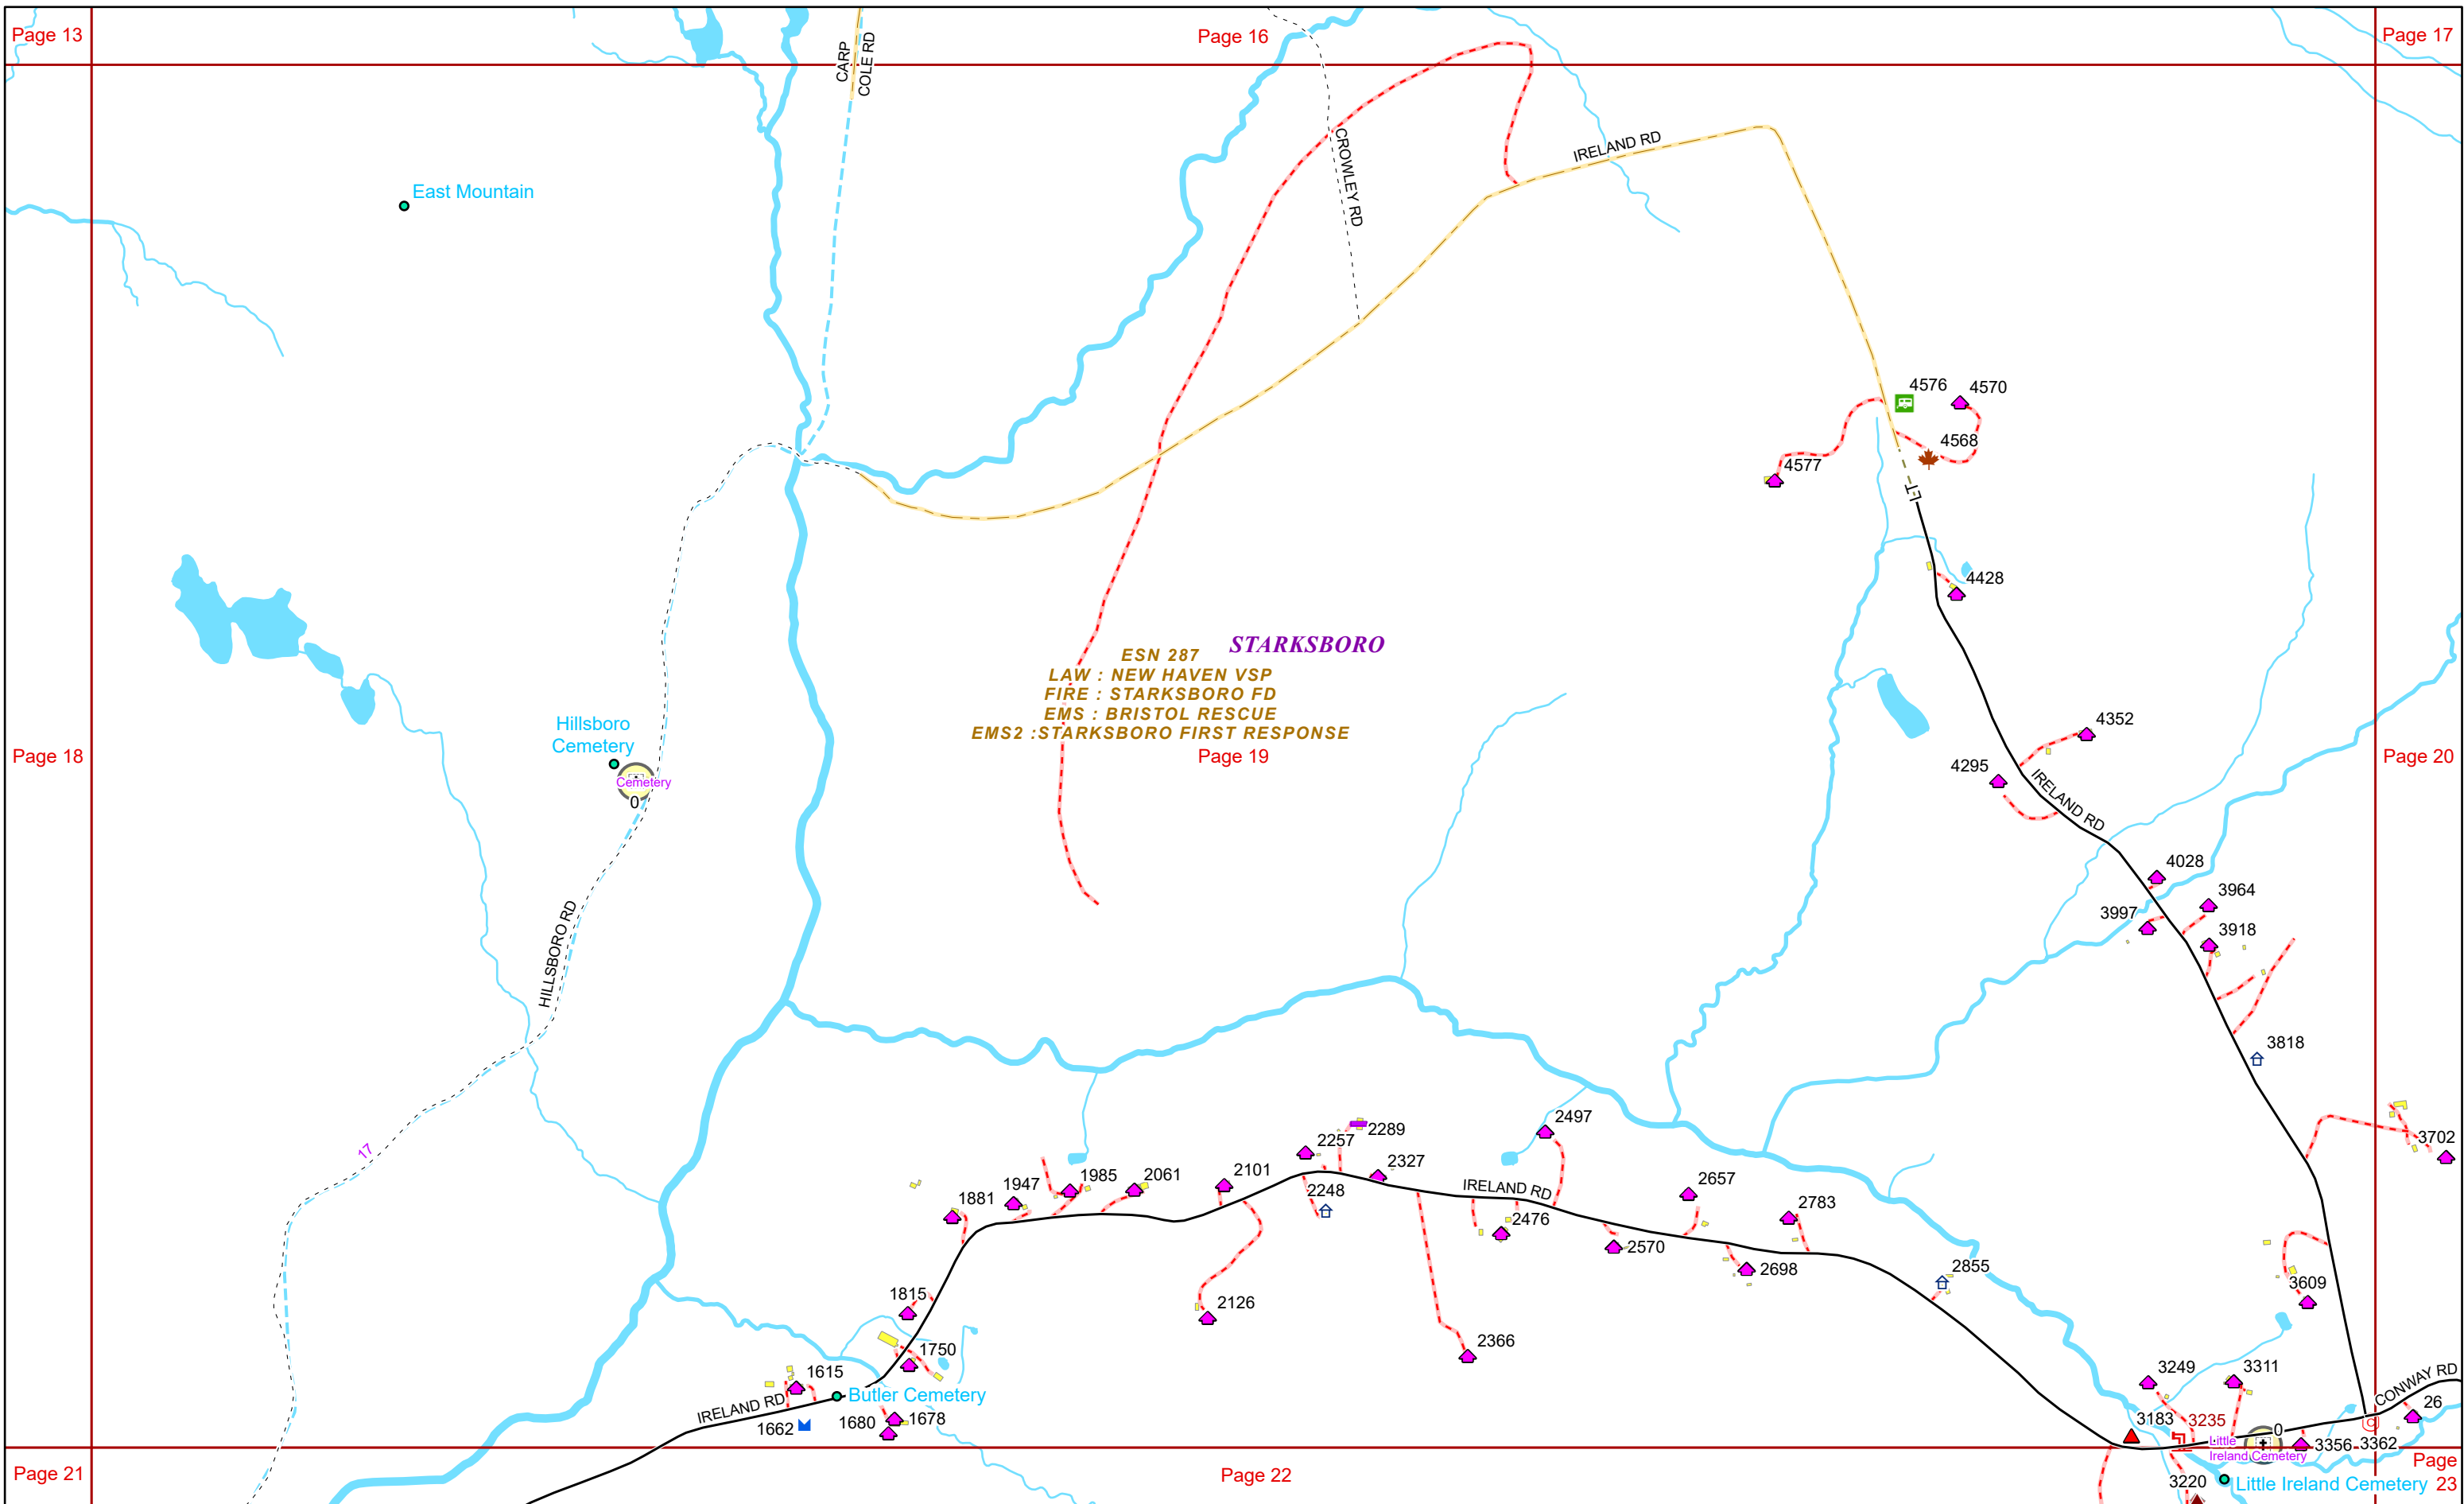 Page 13
CARP
COLE RD
Page 16
Page 17
CROWLEY RD
IRELAND RD
East Mountain
4576
4570
4568
4577
LT
4428
STARKSBORO
ESN 287
LAW : NEW HAVEN VSP
FIRE : STARKSBORO FD
EMS : BRISTOL RESCUE
EMS2 :STARKSBORO FIRST RESPONSE
Page 18
Page 19
Page 20
Hillsboro
Cemetery
Cemetery
0
4352
4295
IRELAND RD
4028
3964
3997
3918
HILLSBORO RD
3818
17
2497
2289
2257
3702
2327
2101
1985
2061
1947
1881
2248
IRELAND RD
2657
2783
2476
2570
2698
2855
3609
1815
2126
2366
1750
1615
Butler Cemetery
IRELAND RD
1662
1680
1678
3249
3311
CONWAY RD
26
3183
3235
0
Little
Ireland Cemetery
3356
3362
Page 21
Page 22
Page
23
3220
Little Ireland Cemetery